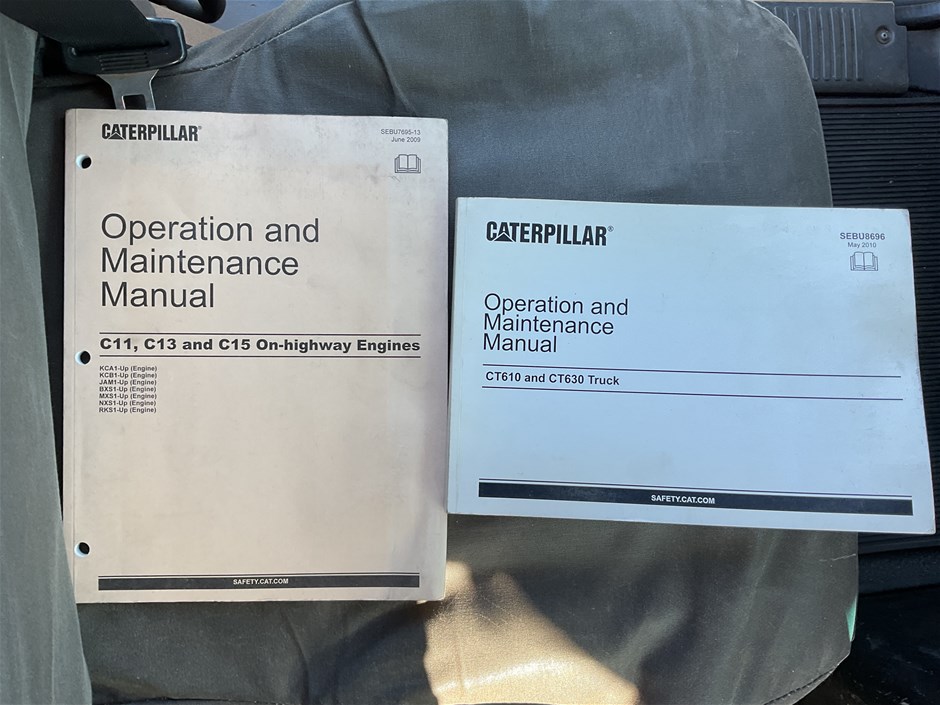 CATERPILLAR®
SEBU7695-13
June 2009
Operation and
Maintenance
Manual
C11, C13 and C15 On-highway Engines
KCA1-Up (Engine)
KCB1-Up (Engine)
JAM1-Up (Engine)
BXS1-Up (Engine)
MXS1-Up (Engine)
NXS1-Up (Engine)
RKS1-Up (Engine)
SAFETY.CAT.COM
CATERPILLAR®
SEBU8696
May 2010
Operation and
Maintenance
Manual
CT610 and CT630 Truck
SAFETY.CAT.COM